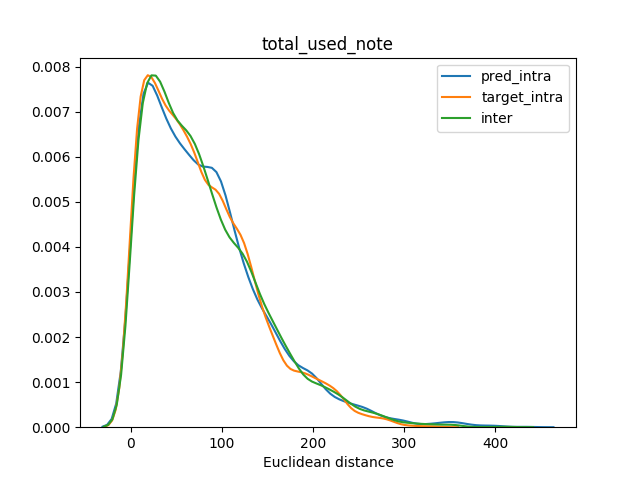 total_used_note
0.008
0.007
0.006
0.005
0.004
0.003
0.002
0.001
0.000
pred_intra
target_intra
inter
0 100 200 300 400
Euclidean distance